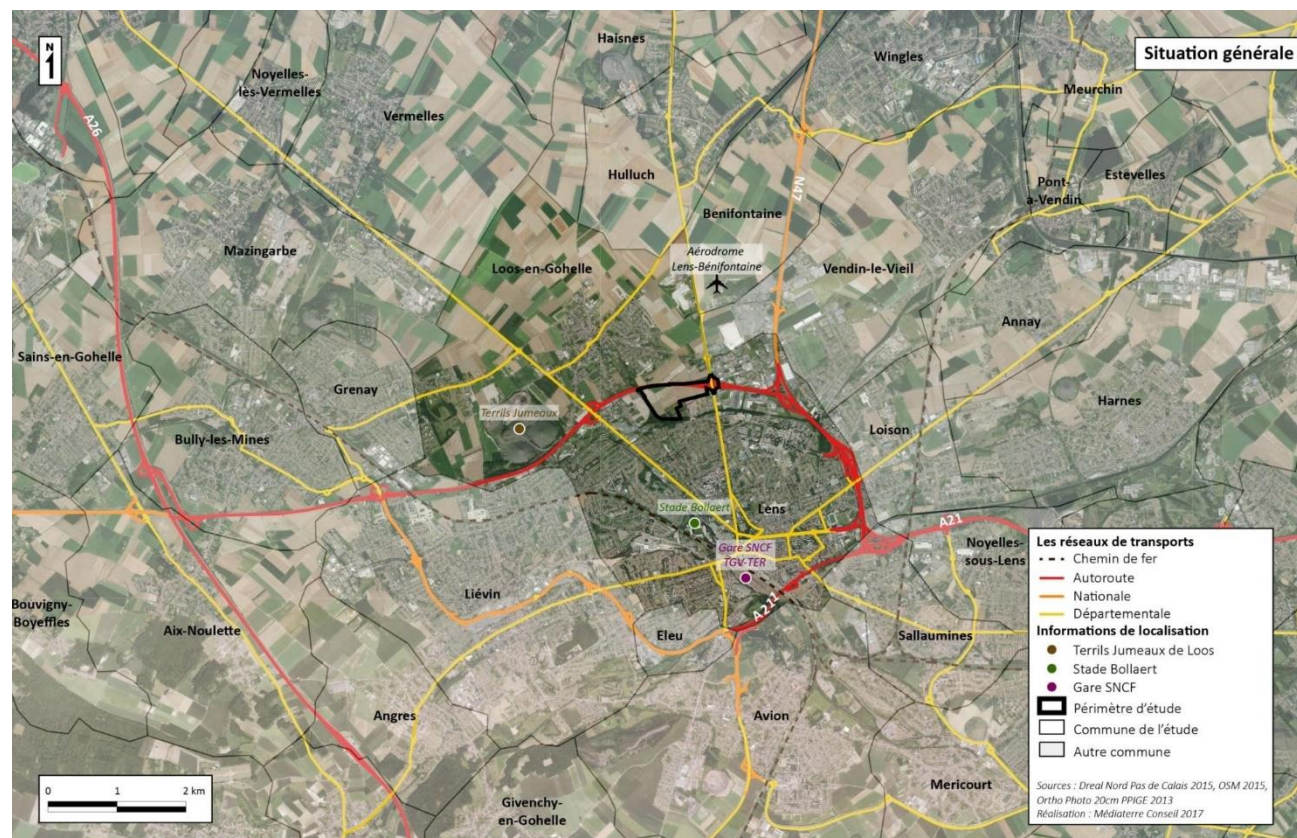 Situation générale
N
Haisnes
Wingles
Noyelles-
lès-Vermelles
Meurchin
Vermelles
A26
Hulluch
N47
Pont-
a-Vendin
Estevelles
Benifontaine
Mazingarbe
Loos-en-Gohelle
Aérodrome
Lens-Bénifontaine
Vendin-le-Vieil
Annay
Sains-en-Gohelle
Grenay
Harnes
Terrils Jumeaux
Bully-les-Mines
Loison
Stade Bollaert
Lens
A21
Gare SNCF
TGV-TER
Noyelles-
sous-Lens
Liévin
A211
Bouvigny-
Boyeffles
Aix-Noulette
Eleu
Sallaumines
Angres
Avion
Mericourt
Givenchy-
en-Gohelle
0 1 2 km
Les réseaux de transports
Chemin de fer
Autoroute
Nationale
Départementale
Informations de localisation
Terrils Jumeaux de Loos
Stade Bollaert
Gare SNCF
Périmètre d'étude
Commune de l'étude
Autre commune
Sources : Dreal Nord Pas de Calais 2015, OSM 2015,
Ortho Photo 20cm PPIGE 2013
Réalisation : Médiaterre Conseil 2017